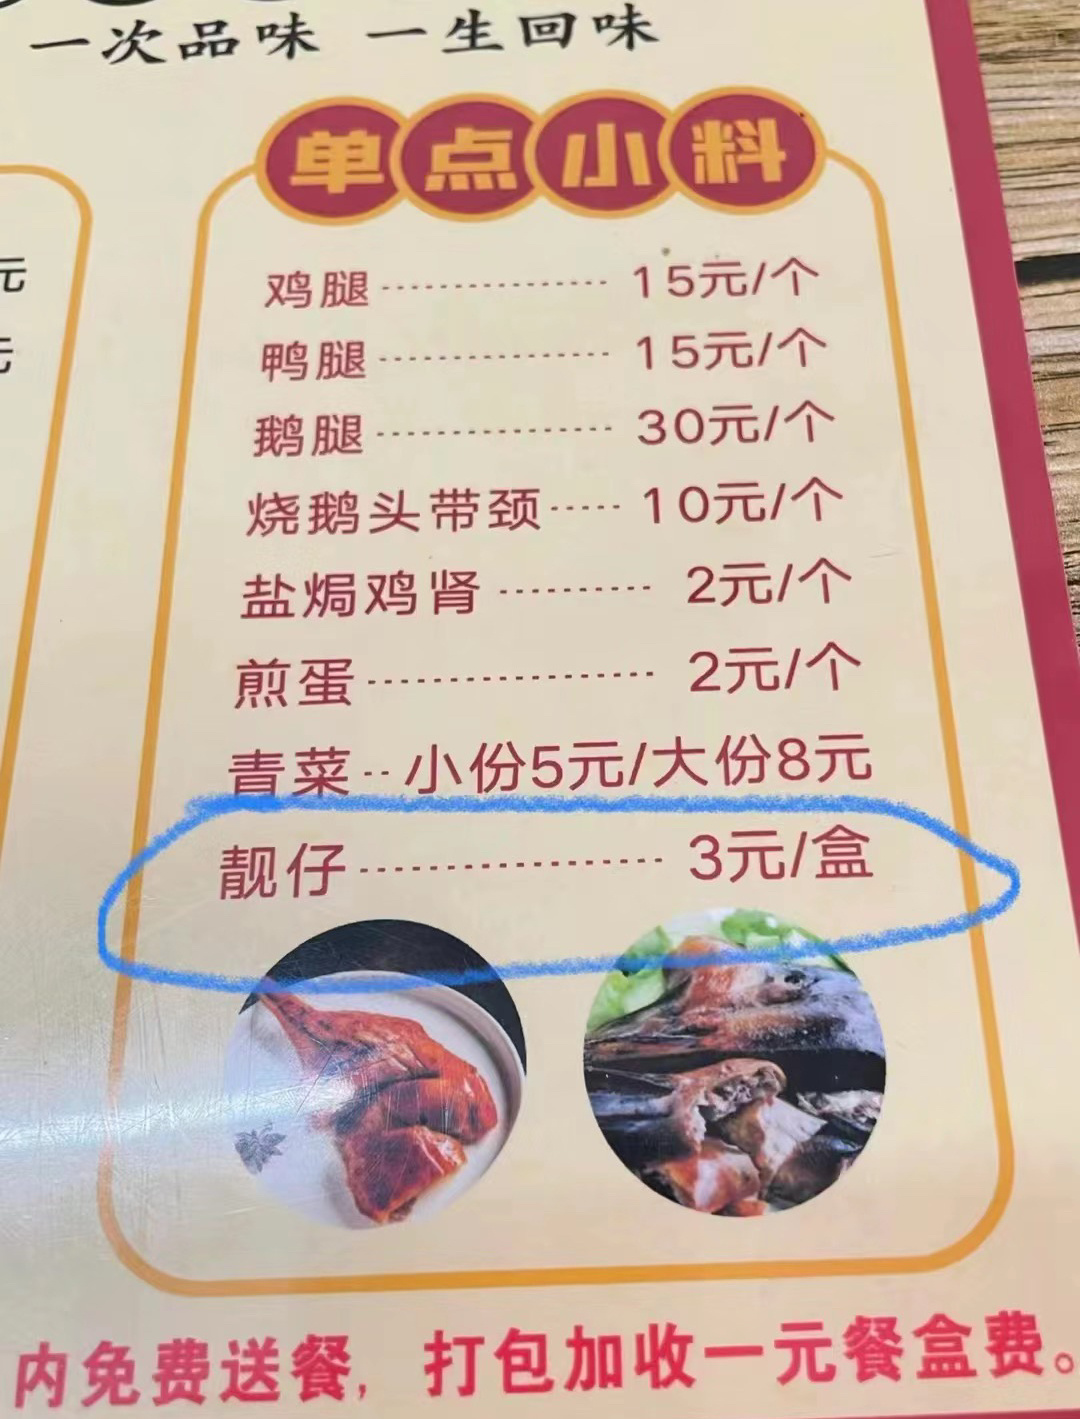 一次品味 一生回味
单点小料
元
元
鸡腿 15元/个
鸭腿 15元/个
鹅腿 30元/个
烧鹅头带颈 10元/个
盐焗鸡肾 2元/个
煎蛋 2元/个
青菜 小份5元/大份8元
靓仔 3元/盒
内免费送餐，打包加收一元餐盒费。